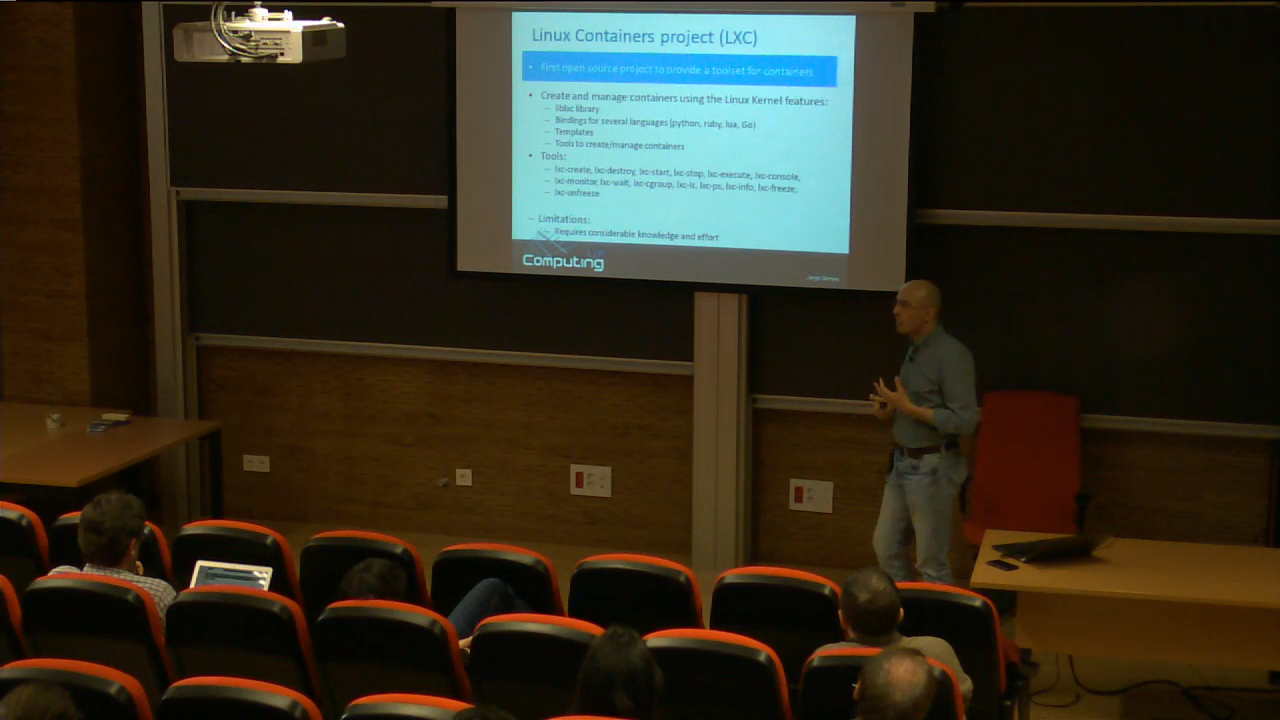 Linux Containers project (LXC)
• First open source project to provide a toolset for containers
• Create and manage containers using the Linux Kernel features:
– liblxc library
– Bindings for several languages (python, ruby, lua, Go)
– Templates
– Tools to create/manage containers
• Tools:
– lxc-create, lxc-destroy, lxc-start, lxc-stop, lxc-execute, lxc-console,
– lxc-monitor, lxc-wait, lxc-cgroup, lxc-ls, lxc-ps, lxc-info, lxc-freeze,
– lxc-unfreeze
– Limitations:
– Requires considerable knowledge and effort
Computing